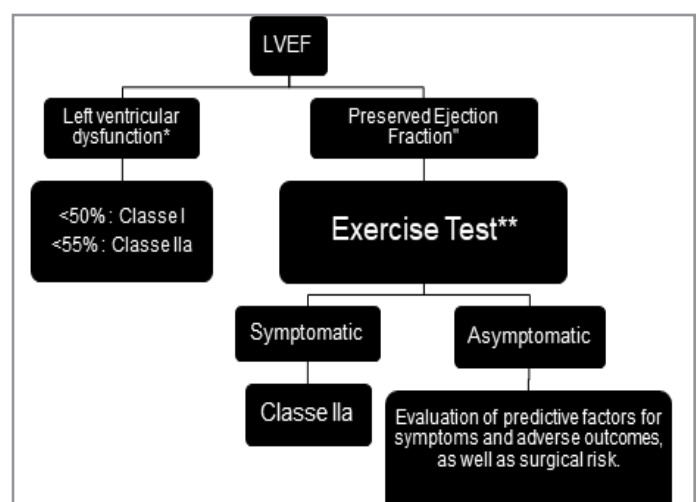 LVEF
Left ventricular
dysfunction*
Preserved Ejection
Fraction"
<50% : Classe I
<55% : Classe IIa
Exercise Test**
Symptomatic
Asymptomatic
Classe IIa
Evaluation of predictive factors for
symptoms and adverse outcomes,
as well as surgical risk.